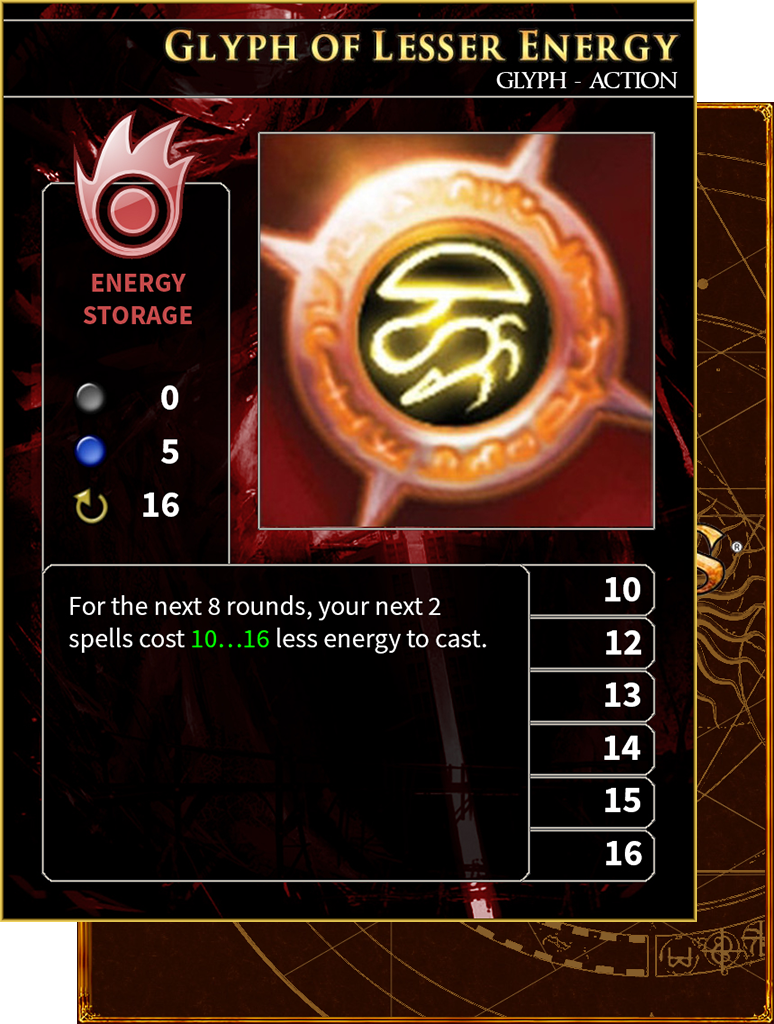 GLYPH OF LESSER ENERGY
GLYPH - ACTION
ENERGY
STORAGE
0
5
16
For the next 8 rounds, your next 2
spells cost 10...16 less energy to cast.
10
12
13
14
15
16
S®